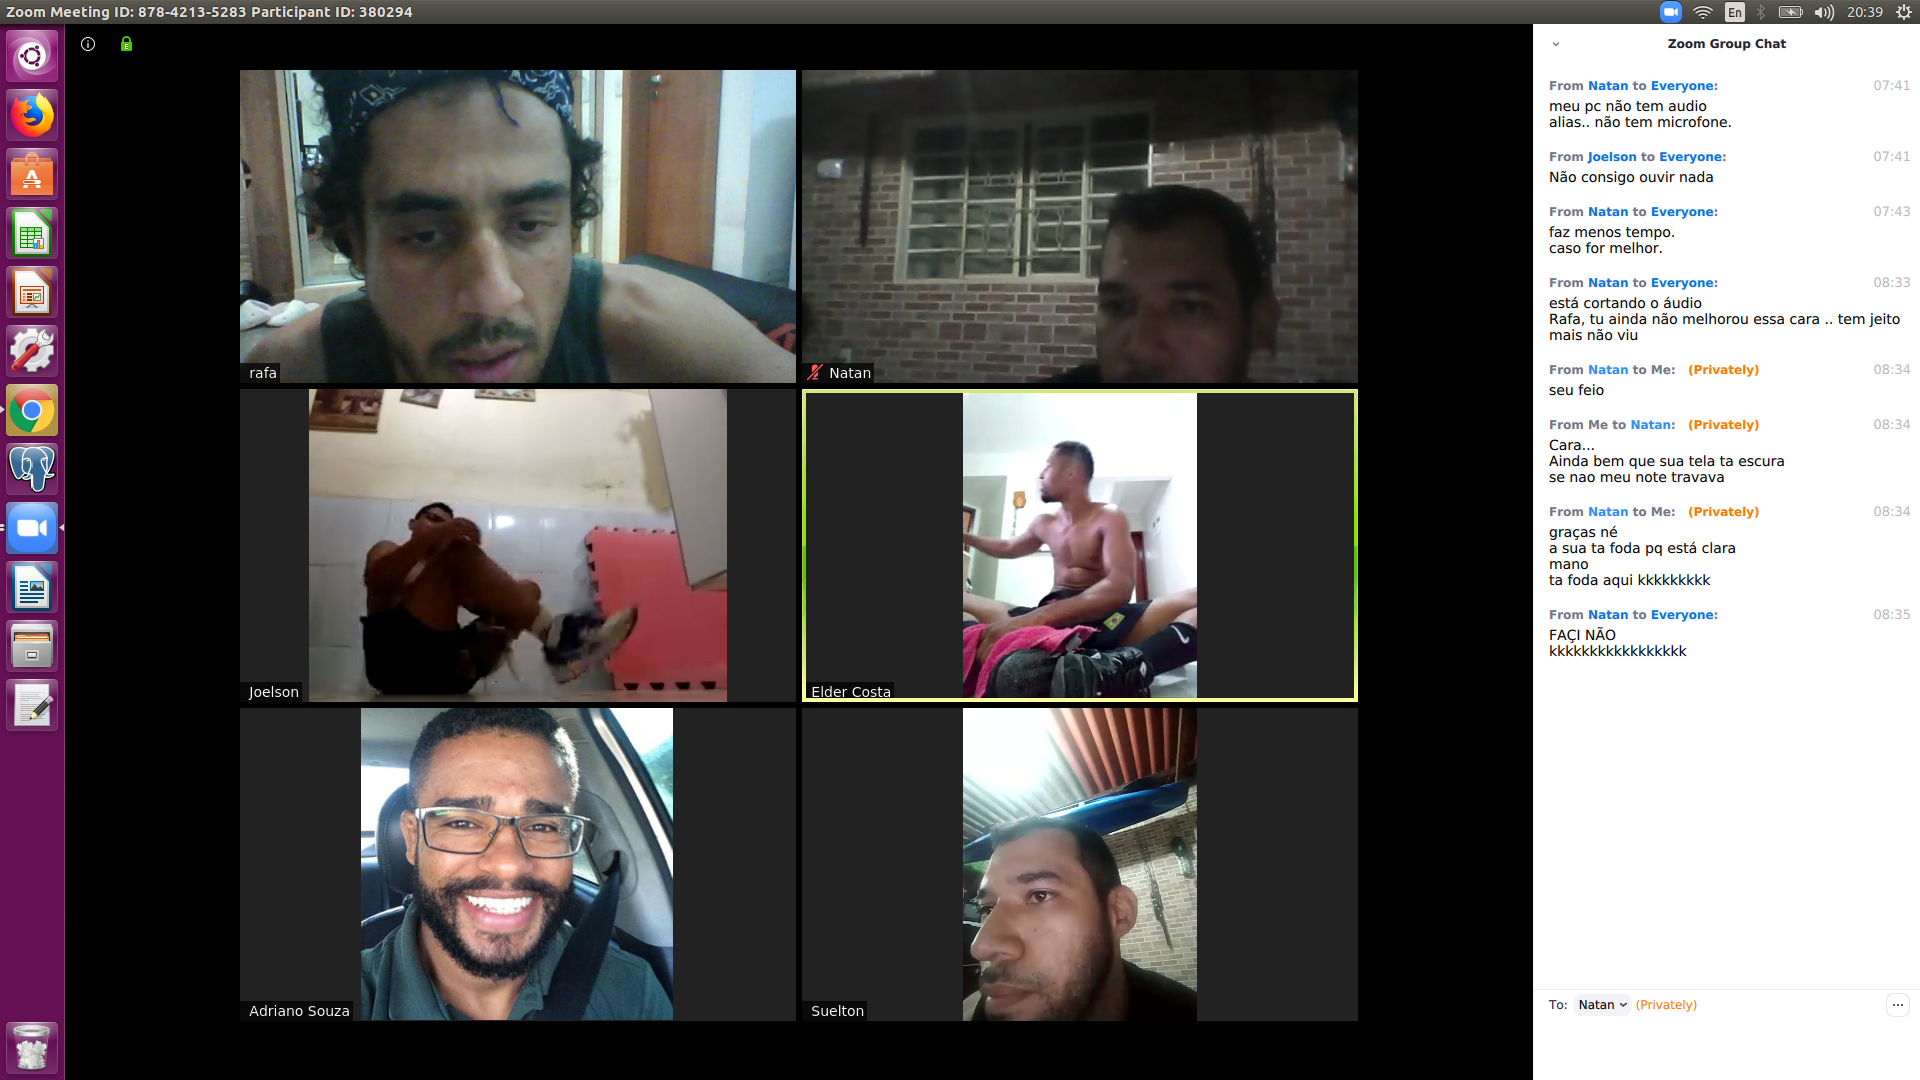 Zoom Meeting ID: 878-4213-5283 Participant ID: 380294
En
20:39
rafa
Natan
Joelson
Elder Costa
Adriano Souza
Suelton
Zoom Group Chat
From Natan to Everyone: 07:41
meu pc não tem audio
alias.. não tem microfone.
From Joelson to Everyone: 07:41
Não consigo ouvir nada
From Natan to Everyone: 07:43
faz menos tempo.
caso for melhor.
From Natan to Everyone: 08:33
está cortando o áudio
Rafa, tu ainda não melhorou essa cara .. tem jeito
mais não viu
From Natan to Me: (Privately) 08:34
seu feio
From Me to Natan: (Privately) 08:34
Cara...
Ainda bem que sua tela ta escura
se nao meu note travava
From Natan to Me: (Privately) 08:34
graças né
a sua ta foda pq está clara
mano
ta foda aqui kkkkkkkkk
From Natan to Everyone: 08:35
FAÇI NÃO
kkkkkkkkkkkkkkkkk
To: Natan (Privately)